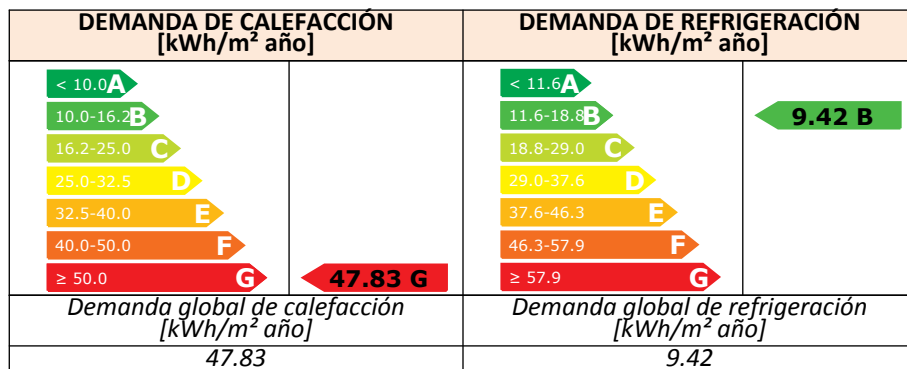 DEMANDA DE CALEFACCIÓN
[kWh/m² año]
DEMANDA DE REFRIGERACIÓN
[kWh/m² año]
< 10.0 A
10.0-16.2 B
16.2-25.0 C
25.0-32.5 D
32.5-40.0 E
40.0-50.0 F
≥ 50.0 G
47.83 G
< 11.6 A
11.6-18.8 B
18.8-29.0 C
29.0-37.6 D
37.6-46.3 E
46.3-57.9 F
≥ 57.9 G
9.42 B
Demanda global de calefacción
[kWh/m² año]
Demanda global de refrigeración
[kWh/m² año]
47.83
9.42